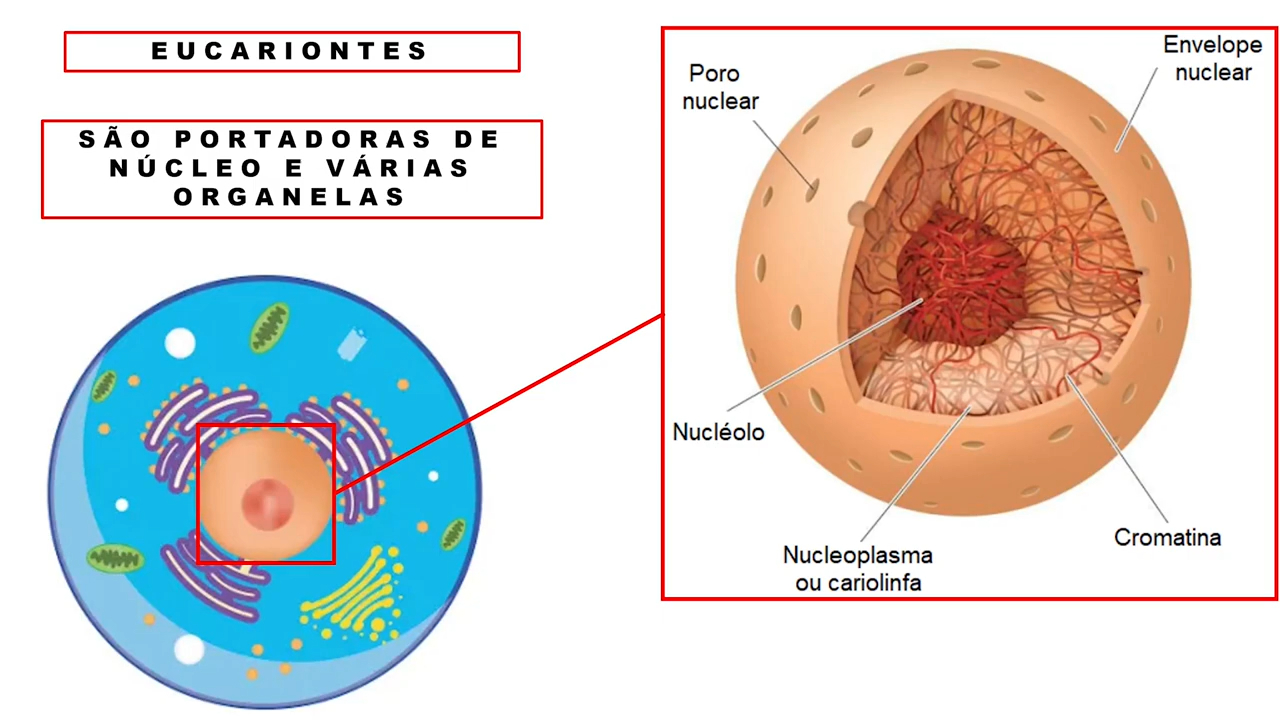 EUCARIONTES
SÃO PORTADORAS DE
NÚCLEO E VÁRIAS
ORGANELAS
Poro
nuclear
Envelope
nuclear
Nucléolo
Nucleoplasma
ou cariolinfa
Cromatina